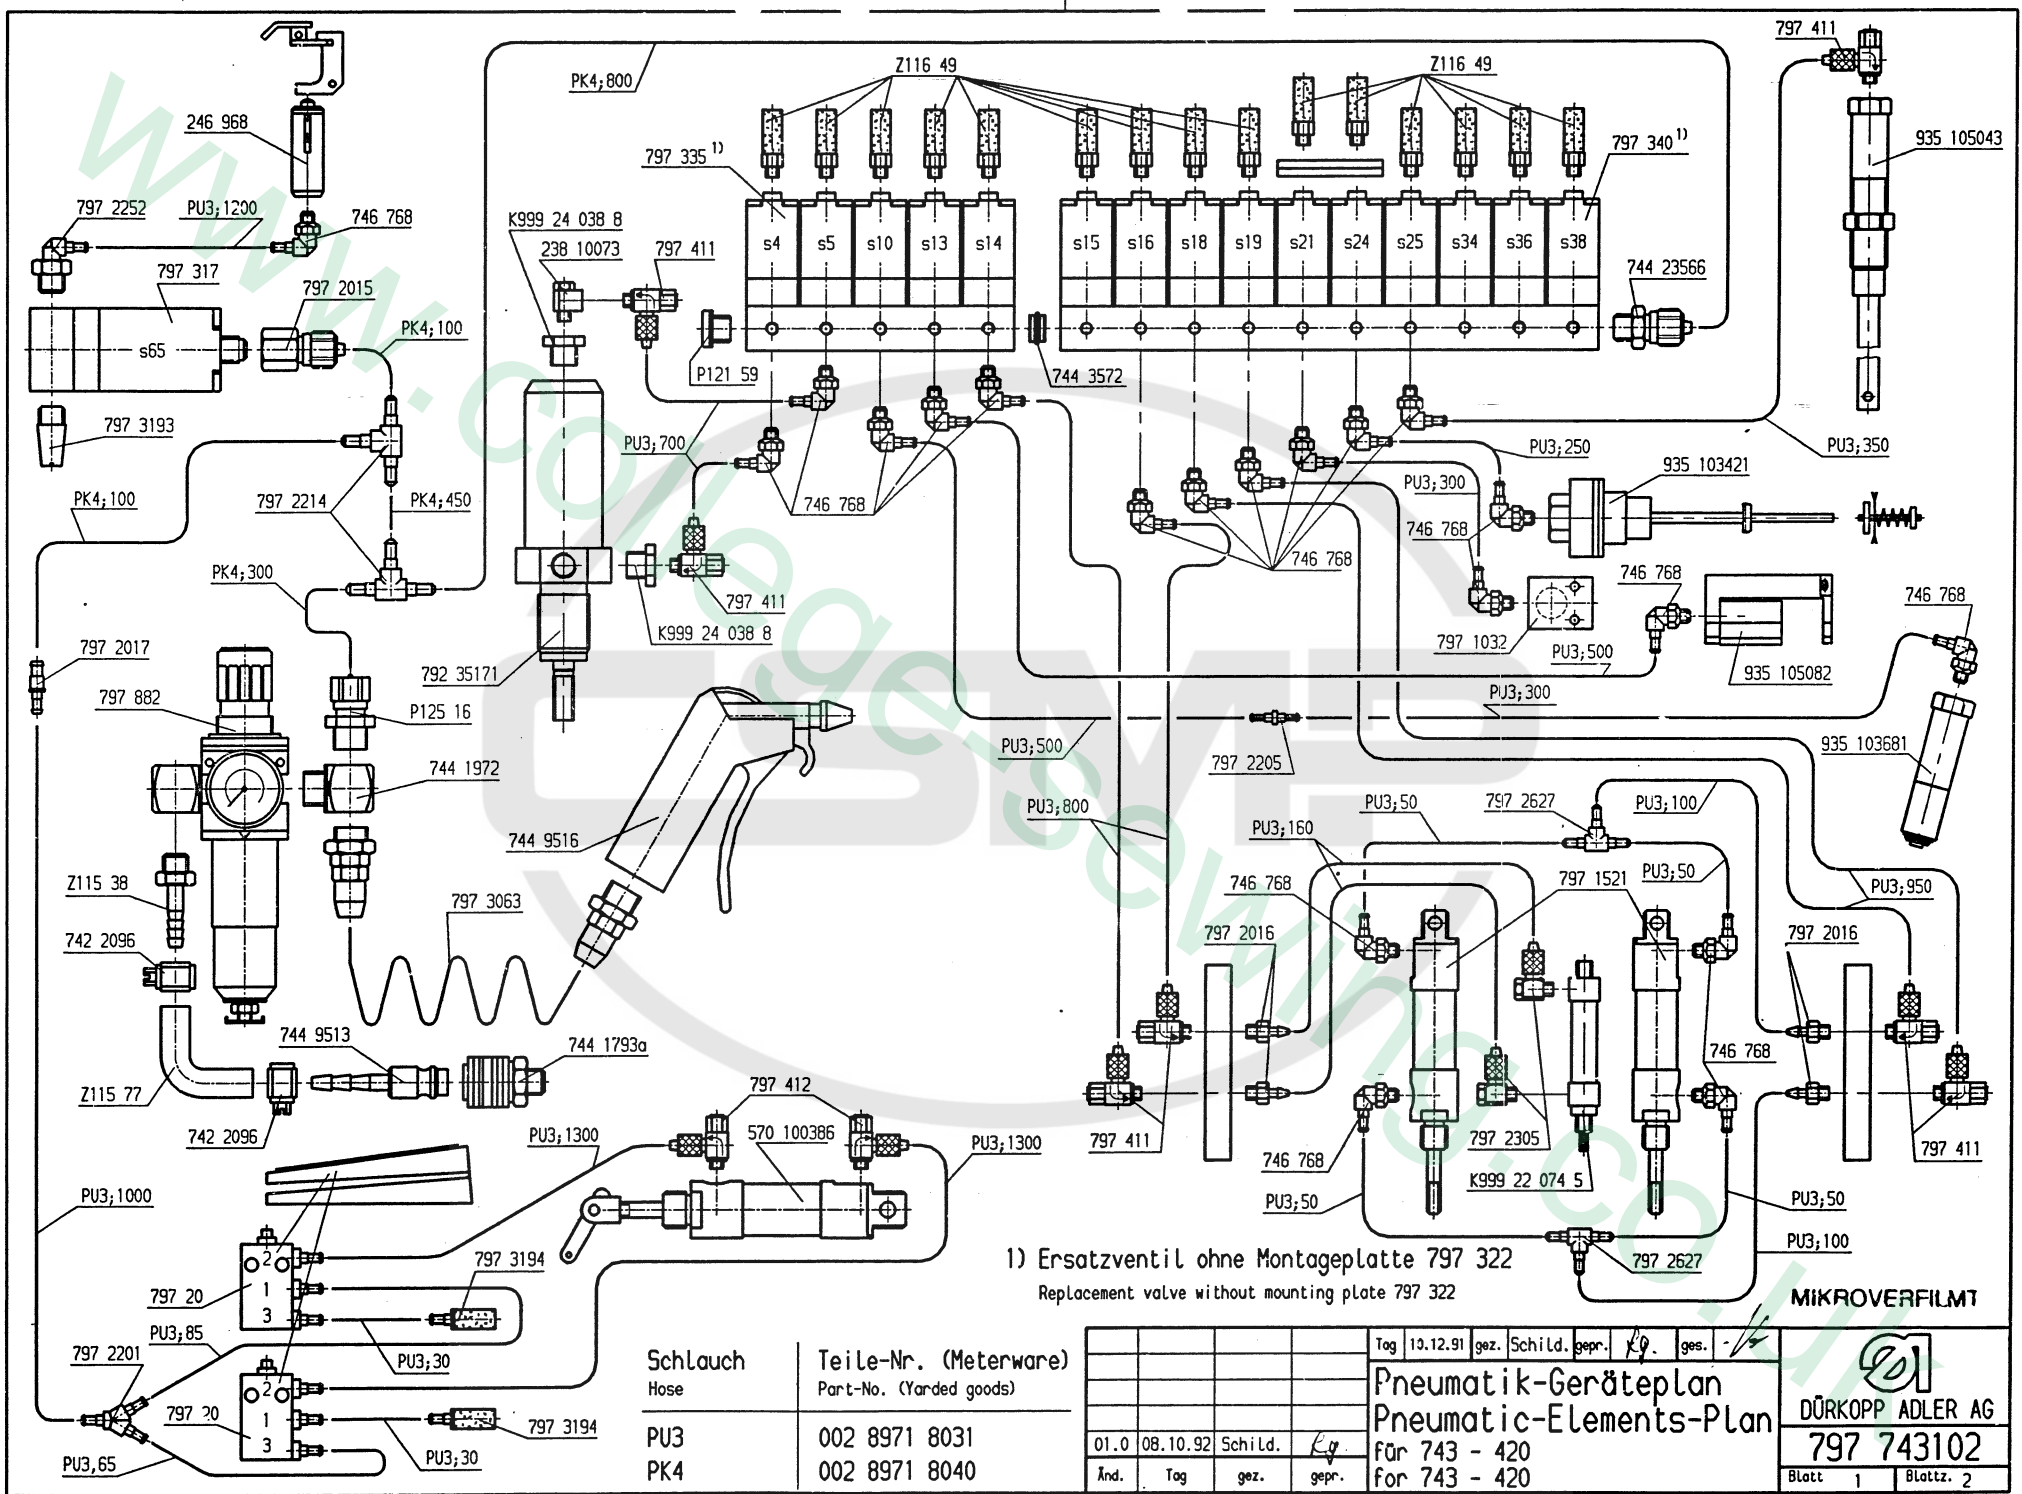 797 411
PK4;800
Z116 49
Z116 49
246 968
797 335 1)
797 340 1)
935 105043
797 2252
PU3;1200
746 768
K999 24 038 8
238 10073
797 411
s4
s5
s10
s13
s14
s15
s16
s18
s19
s21
s24
s25
s34
s36
s38
797 317
797 2015
744 23566
s65
PK4;100
P121 59
744 3572
797 3193
PU3;700
PU3;250
PU3;350
935 103421
PK4;100
797 2214
PK4;450
746 768
PU3;300
746 768
746 768
PK4;300
797 411
746 768
746 768
K999 24 038 8
797 1032
PU3;500
797 2017
792 35171
935 105082
797 882
P125 16
PU3;300
PU3;500
797 2205
935 103681
744 1972
PU3;800
PU3;50
797 2627
PU3;100
744 9516
PU3;160
Z115 38
746 768
797 1521
PU3;50
PU3;950
797 3063
742 2096
797 2016
797 2016
744 9513
744 1793a
746 768
Z115 77
797 412
742 2096
PU3;1300
570 100386
PU3;1300
797 411
746 768
797 2305
797 411
K999 22 074 5
PU3;1000
PU3;50
PU3;50
2
1
3
797 20
797 3194
PU3;100
797 2627
1) Ersatzventil ohne Montageplatte 797 322
Replacement valve without mounting plate 797 322
MIKROVERFILMT
PU3;85
797 2201
PU3;30
2
1
3
797 20
797 3194
PU3;30
PU3,65
Schlauch Teile-Nr. (Meterware)
Hose Part-No. (Yarded goods)
PU3 002 8971 8031
PK4 002 8971 8040
Tag 10.12.91 gez. Schild. gepr. Kg. ges.
Pneumatik-Geräteplan
Pneumatic-Elements-Plan
für 743 - 420
for 743 - 420
01.0 08.10.92 Schild. Kg.
Änd. Tag gez. gepr.
DÜRKOPP ADLER AG
797 743102
Blatt 1 Blattz. 2
CSMP
www.college-sewing.co.uk